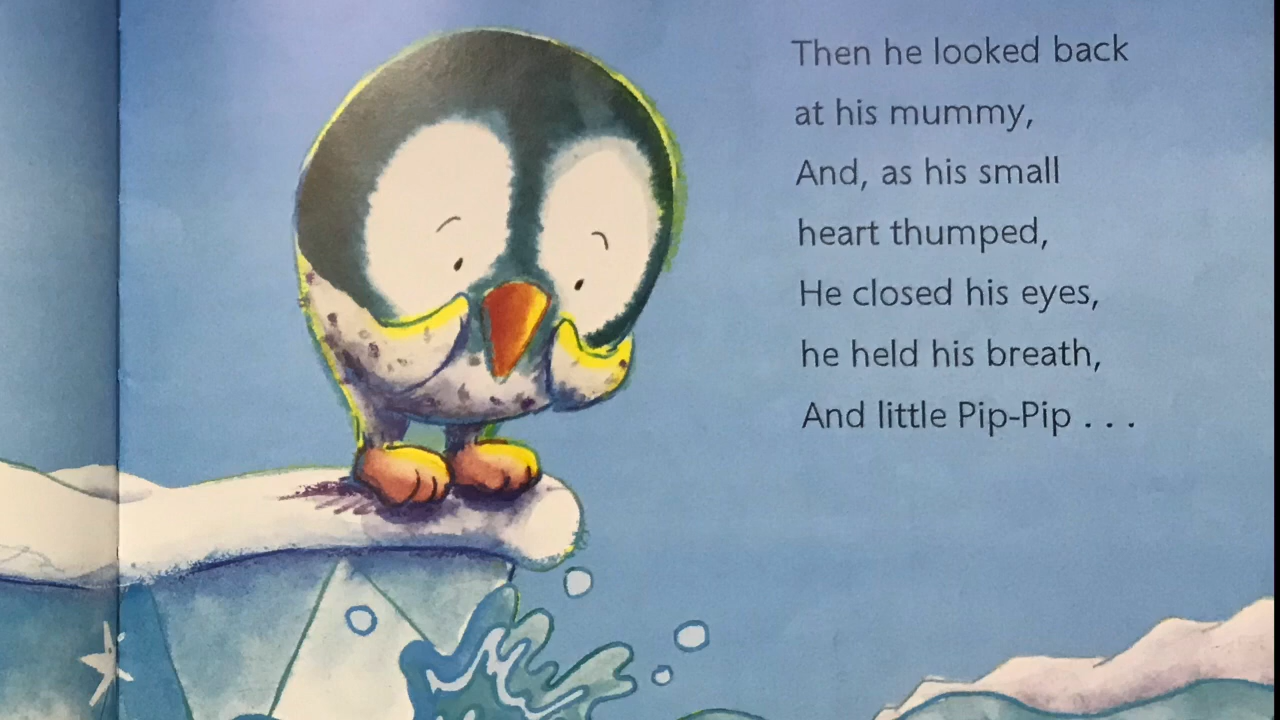 Then he looked back
at his mummy,
And, as his small
heart thumped,
He closed his eyes,
he held his breath,
And little Pip-Pip . . .